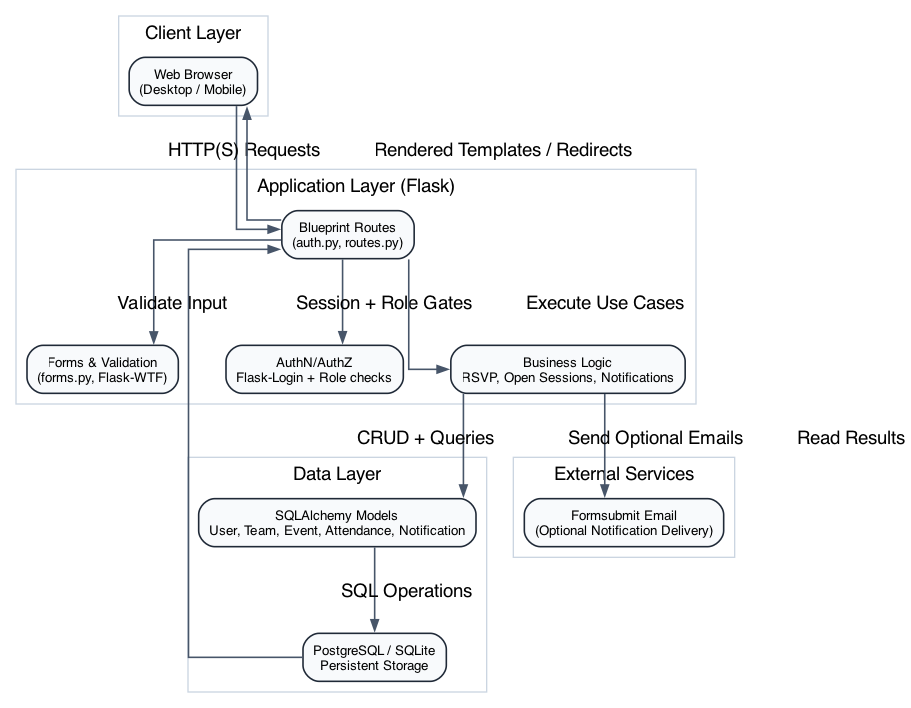 Client Layer
Web Browser
(Desktop / Mobile)
HTTP(S) Requests
Rendered Templates / Redirects
Application Layer (Flask)
Blueprint Routes
(auth.py, routes.py)
Validate Input
Session + Role Gates
Execute Use Cases
Forms & Validation
(forms.py, Flask-WTF)
AuthN/AuthZ
Flask-Login + Role checks
Business Logic
RSVP, Open Sessions, Notifications
CRUD + Queries
Send Optional Emails
Read Results
Data Layer
External Services
SQLAlchemy Models
User, Team, Event, Attendance, Notification
Formsubmit Email
(Optional Notification Delivery)
SQL Operations
PostgreSQL / SQLite
Persistent Storage